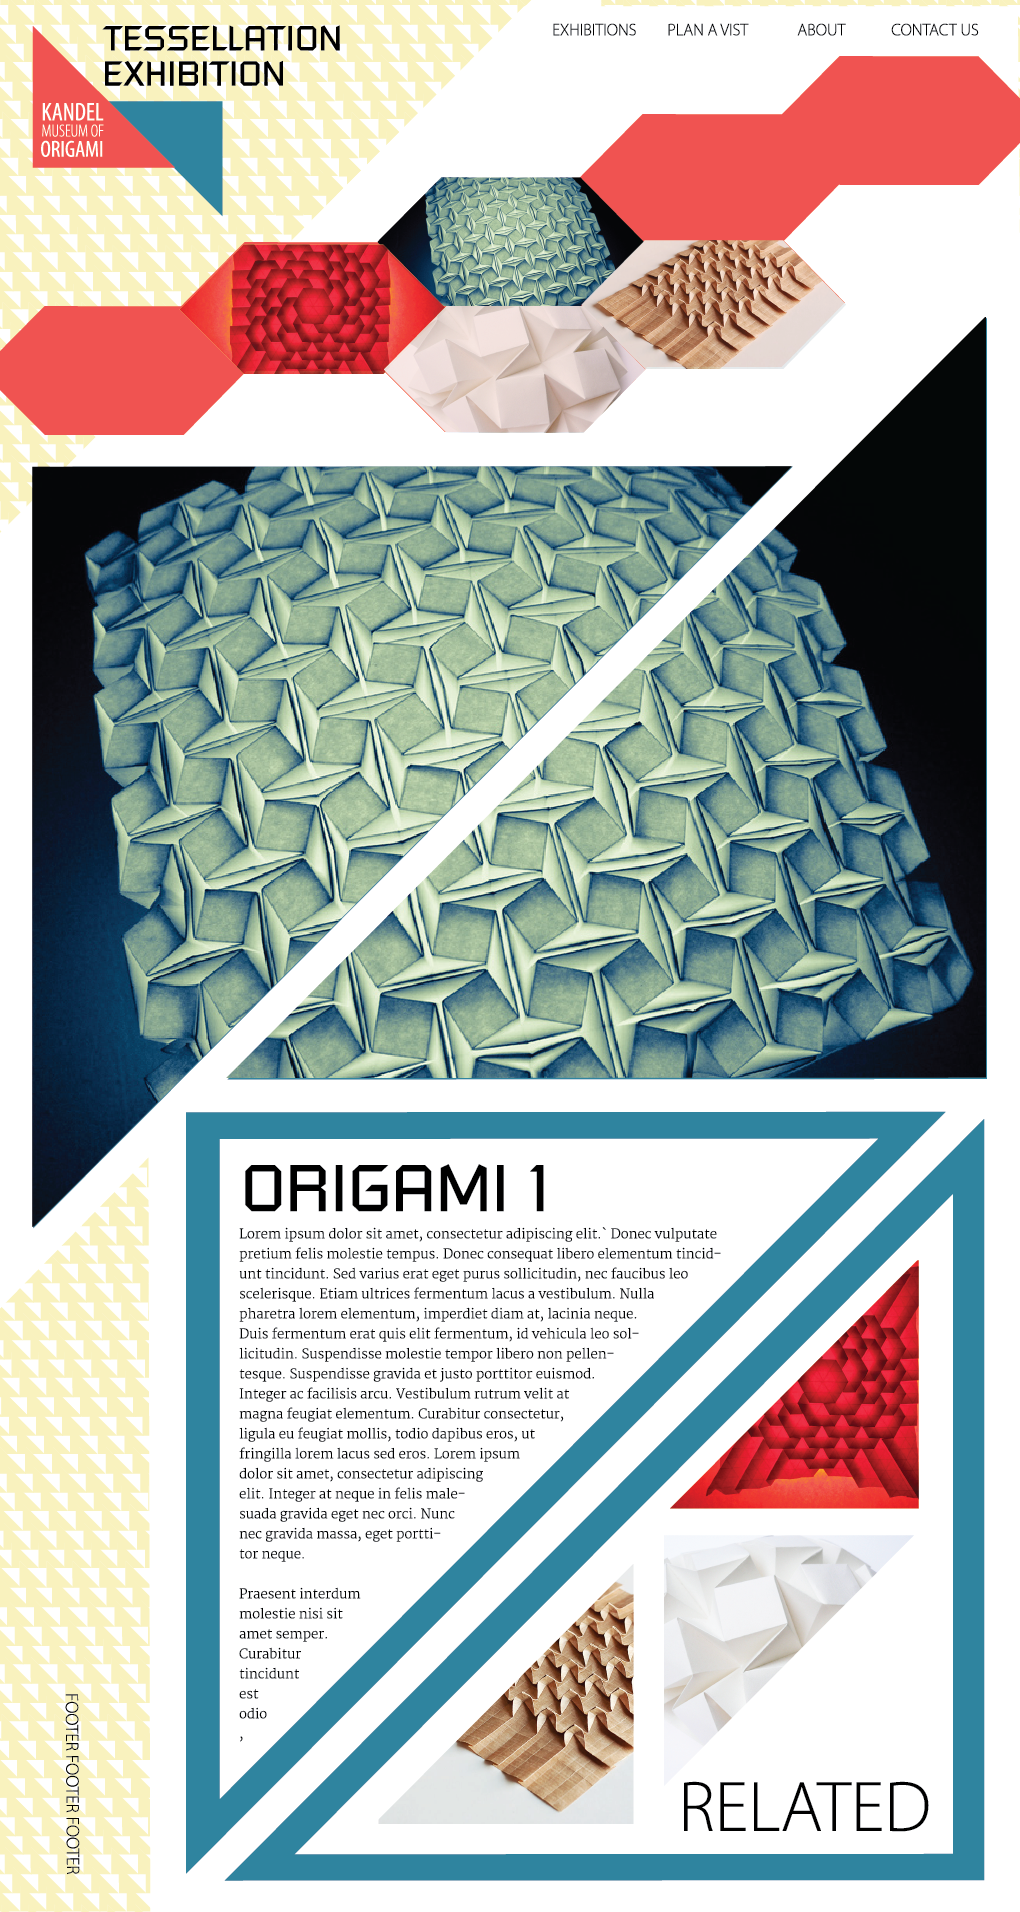 TESSELLATION
EXHIBITION
EXHIBITIONS
PLAN A VIST
ABOUT
CONTACT US
KANDEL
MUSEUM OF
ORIGAMI
ORIGAMI 1
Lorem ipsum dolor sit amet, consectetur adipiscing elit.` Donec vulputate
pretium felis molestie tempus. Donec consequat libero elementum tincid-
unt tincidunt. Sed varius erat eget purus sollicitudin, nec faucibus leo
scelerisque. Etiam ultrices fermentum lacus a vestibulum. Nulla
pharetra lorem elementum, imperdiet diam at, lacinia neque.
Duis fermentum erat quis elit fermentum, id vehicula leo sol-
licitudin. Suspendisse molestie tempor libero non pellen-
tesque. Suspendisse gravida et justo porttitor euismod.
Integer ac facilisis arcu. Vestibulum rutrum velit at
magna feugiat elementum. Curabitur consectetur,
ligula eu feugiat mollis, todio dapibus eros, ut
fringilla lorem lacus sed eros. Lorem ipsum
dolor sit amet, consectetur adipiscing
elit. Integer at neque in felis male-
suada gravida eget nec orci. Nunc
nec gravida massa, eget portti-
tor neque.
Praesent interdum
molestie nisi sit
amet semper.
Curabitur
tincidunt
est
odio
,
RELATED
FOOTER FOOTER FOOTER